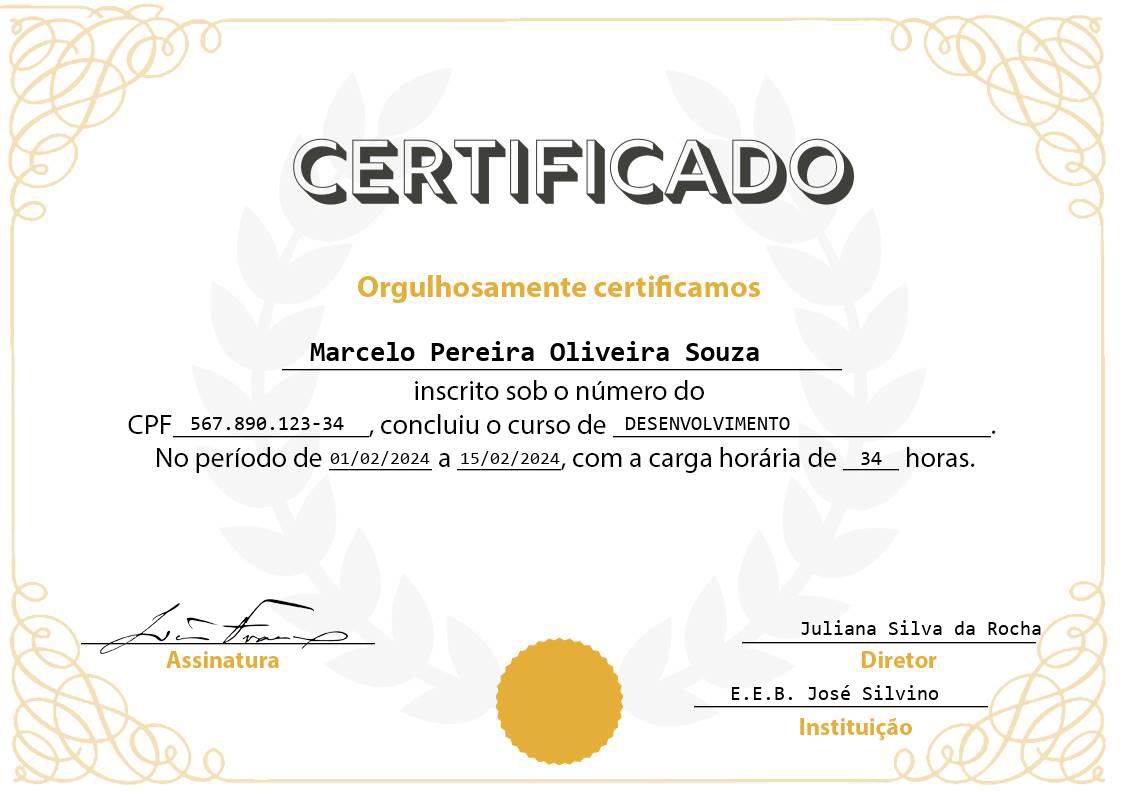 CERTIFICADO
Orgulhosamente certificamos
Marcelo Pereira Oliveira Souza
inscrito sob o número do
CPF 567.890.123-34, concluiu o curso de DESENVOLVIMENTO.
No período de 01/02/2024 a 15/02/2024, com a carga horária de 34 horas.
Assinatura
Juliana Silva da Rocha
Diretor
E.E.B. José Silvino
Instituição